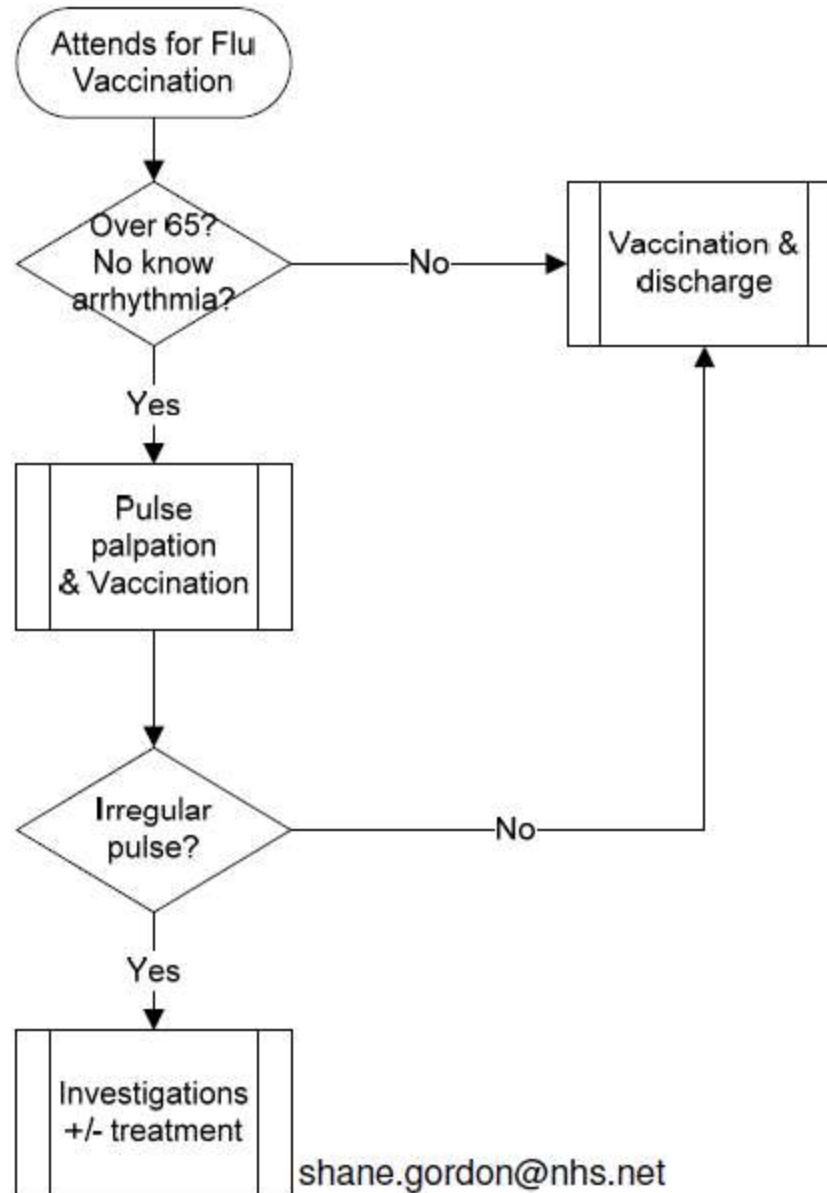 Attends for Flu
Vaccination
Over 65?
No know
arrhythmia?
No
Vaccination &
discharge
Yes
Pulse
palpation
& Vaccination
Irregular
pulse?
No
Yes
Investigations
+/- treatment
shane.gordon@nhs.net